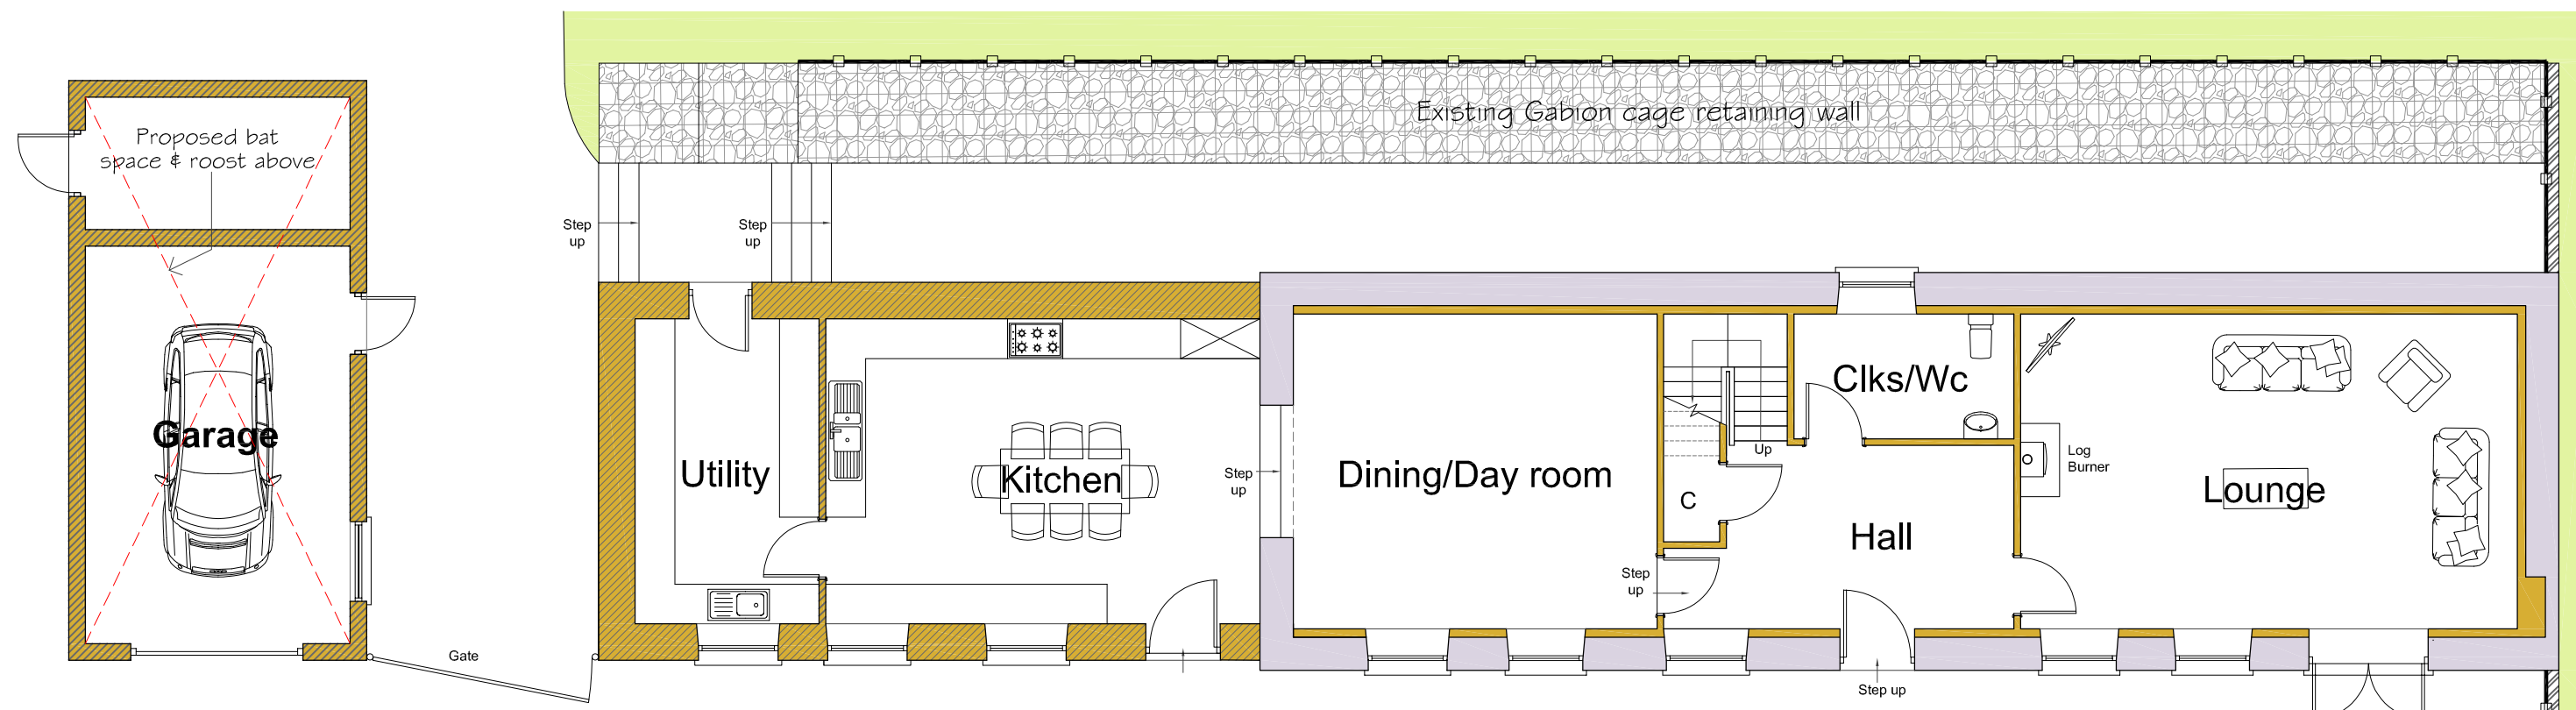 Existing Gabion cage retaining wall
Proposed bat
space & roost above
Step
up
Step
up
Garage
Utility
Kitchen
Step
up
Dining/Day room
Up
C
Clks/Wc
Log
Burner
Lounge
Hall
Step
up
Gate
Step up